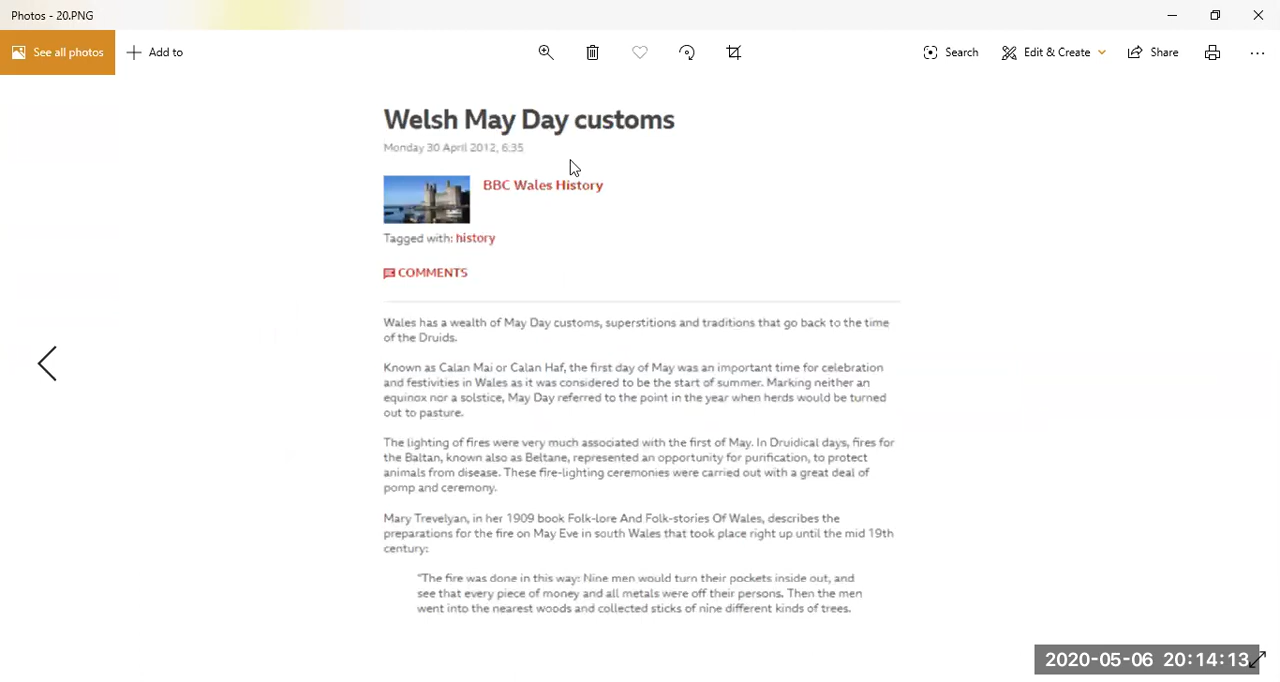 Photos - 20.PNG
See all photos
Add to
Search
Edit & Create
Share
Welsh May Day customs
Monday 30 April 2012, 6:35
BBC Wales History
Tagged with: history
COMMENTS
Wales has a wealth of May Day customs, superstitions and traditions that go back to the time
of the Druids.
Known as Calan Mai or Calan Haf, the first day of May was an important time for celebration
and festivities in Wales as it was considered to be the start of summer. Marking neither an
equinox nor a solstice, May Day referred to the point in the year when herds would be turned
out to pasture.
The lighting of fires were very much associated with the first of May. In Druidical days, fires for
the Baltan, known also as Beltane, represented an opportunity for purification, to protect
animals from disease. These fire-lighting ceremonies were carried out with a great deal of
pomp and ceremony.
Mary Trevelyan, in her 1909 book Folk-lore And Folk-stories Of Wales, describes the
preparations for the fire on May Eve in south Wales that took place right up until the mid 19th
century:
"The fire was done in this way: Nine men would turn their pockets inside out, and
see that every piece of money and all metals were off their persons. Then the men
went into the nearest woods and collected sticks of nine different kinds of trees.
2020-05-06 20:14:13